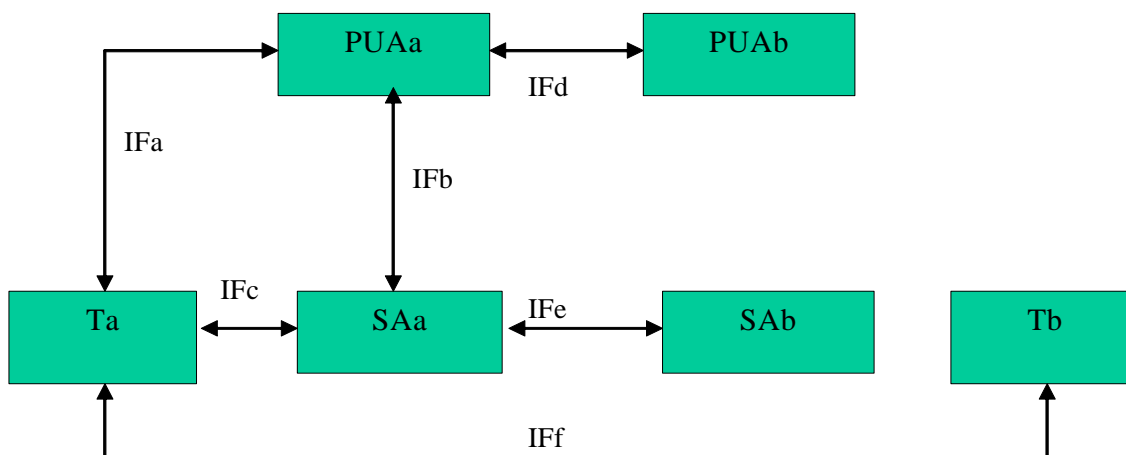 PUAa
PUAb
IFd
IFa
IFb
IFc
IFe
Ta
SAa
SAb
Tb
IFf